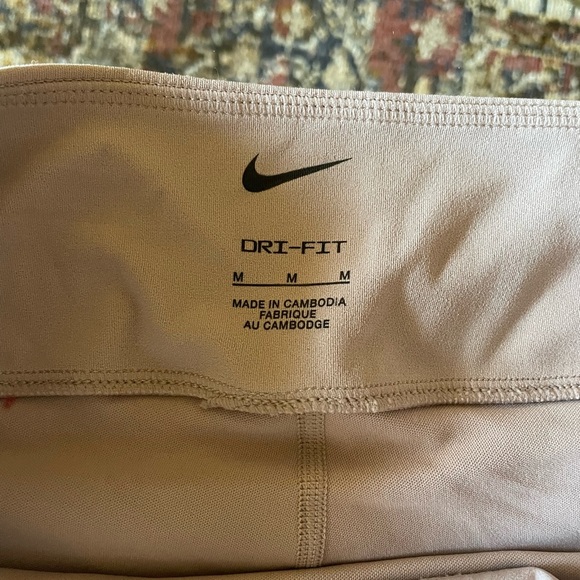 DRI-FIT
M M M
MADE IN CAMBODIA
FABRIQUE
AU CAMBODGE